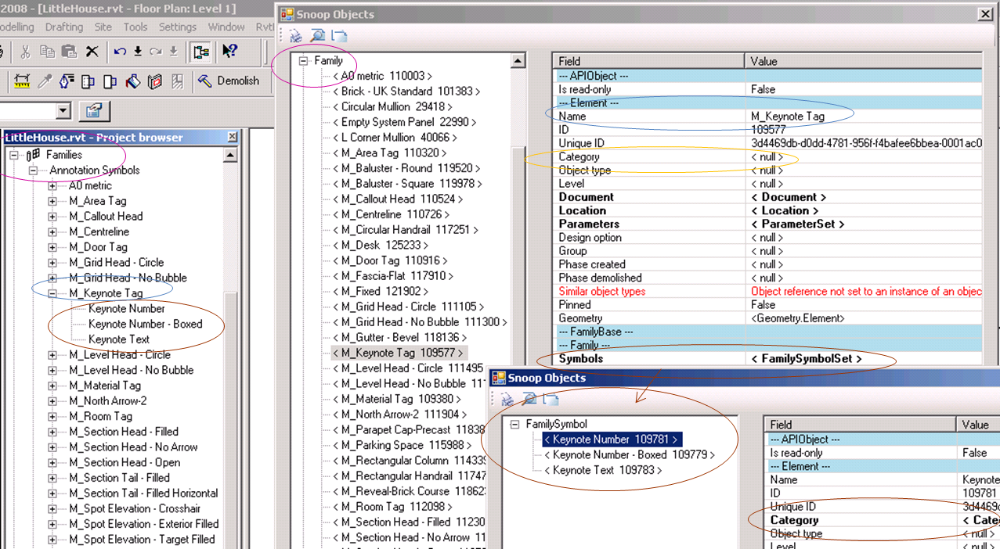 2008 - [LittleHouse.rvt - Floor Plan: Level 1]
Drafting Site Tools Settings Window
Demolish
LittleHouse.rvt - Project browser
Families
Annotation Symbols
A0 metric
M_Area Tag
M_Callout Head
M_Centreline
M_Door Tag
M_Grid Head - Circle
M_Grid Head - No Bubble
M_Keynote Tag
Keynote Number
Keynote Number - Boxed
Keynote Text
M_Level Head - Circle
M_Level Head - No Bubble
M_Material Tag
M_North Arrow-2
M_Room Tag
M_Section Head - Filled
M_Section Head - No Arrow
M_Section Head - Open
M_Section Tail - Filled
M_Section Tail - Filled Horizontal
M_Spot Elevation - Crosshair
M_Spot Elevation - Exterior Filled
M_Spot Elevation - Target Filled
Snoop Objects
Family
< A0 metric 110003 >
< Brick - UK Standard 101383 >
< Circular Mullion 29418 >
< Empty System Panel 22990 >
< L Corner Mullion 40066 >
< M_Area Tag 110320 >
< M_Baluster - Round 119520 >
< M_Baluster - Square 119978 >
< M_Callout Head 110524 >
< M_Centreline 110726 >
< M_Circular Handrail 117251 >
< M_Desk 125233 >
< M_Door Tag 110916 >
< M_Fascia-Flat 117910 >
< M_Fixed 121902 >
< M_Grid Head - Circle 111105 >
< M_Grid Head - No Bubble 111300 >
< M_Gutter - Bevel 118136 >
< M_Keynote Tag 109577 >
< M_Level Head - Circle 111495
< M_Level Head - No Bubble 11
< M_Material Tag 109380 >
< M_North Arrow-2 111904 >
< M_Parapet Cap-Precast 11838
< M_Parking Space 115988 >
< M_Rectangular Column 114339
< M_Rectangular Handrail 11747
< M_Reveal-Brick Course 118623
< M_Room Tag 112098 >
< M_Section Head - Filled 11230
< M_Section Head - No Arrow 11
Field Value
--- APIObject ---
Is read-only False
--- Element ---
Name M_Keynote Tag
ID 109577
Unique ID 3d4469db-d0dd-4781-956f-f4bafee6bbea-0001ac0
Category < null >
Object type < null >
Level < null >
Document < Document >
Location < Location >
Parameters < ParameterSet >
Design option < null >
Group < null >
Phase created < null >
Phase demolished < null >
Similar object types Object reference not set to an instance of an objec
Pinned False
Geometry <Geometry.Element>
--- FamilyBase ---
--- Family ---
Symbols < FamilySymbolSet >
Snoop Objects
FamilySymbol
< Keynote Number 109781 >
< Keynote Number - Boxed 109779 >
< Keynote Text 109783 >
Field Value
--- APIObject ---
Is read-only False
--- Element ---
Name Keynote
ID 109781
Unique ID 3d4469d
Category < Cate
Object type < null >
Level < null >